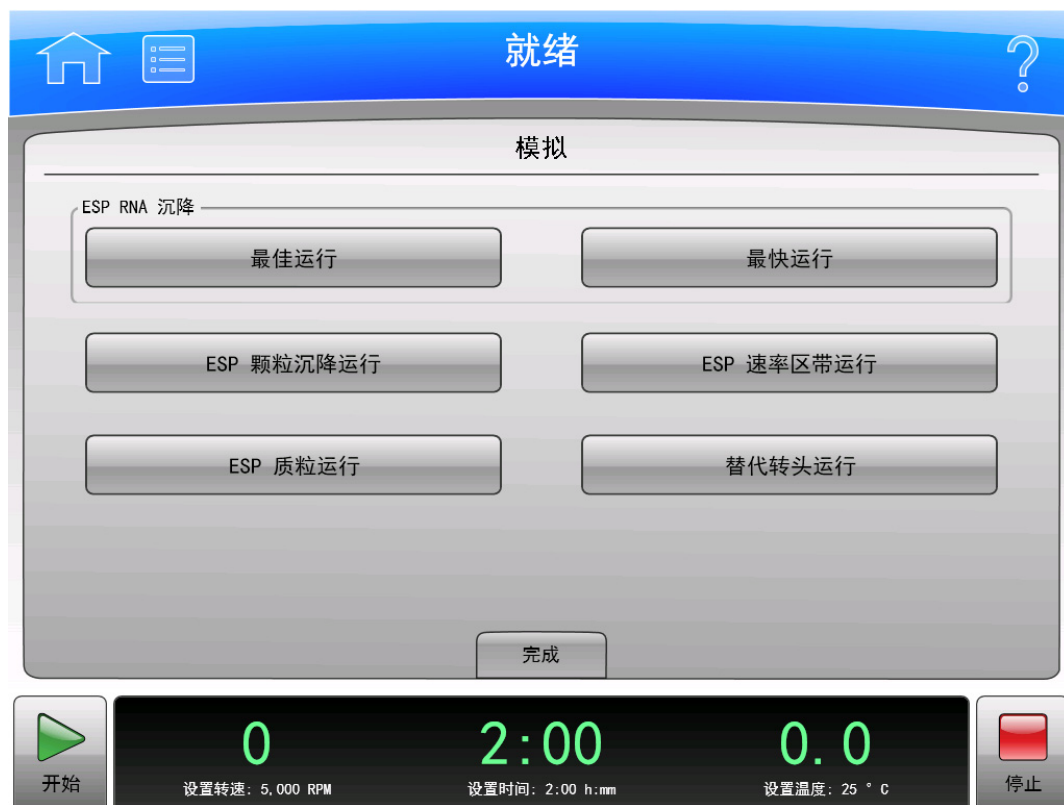 就绪
模拟
ESP RNA 沉降
最佳运行
最快运行
ESP 颗粒沉降运行
ESP 速率区带运行
ESP 质粒运行
替代转头运行
完成
0
2:00
0.0
开始
设置转速: 5,000 RPM
设置时间: 2:00 h:mm
设置温度: 25 ° C
停止